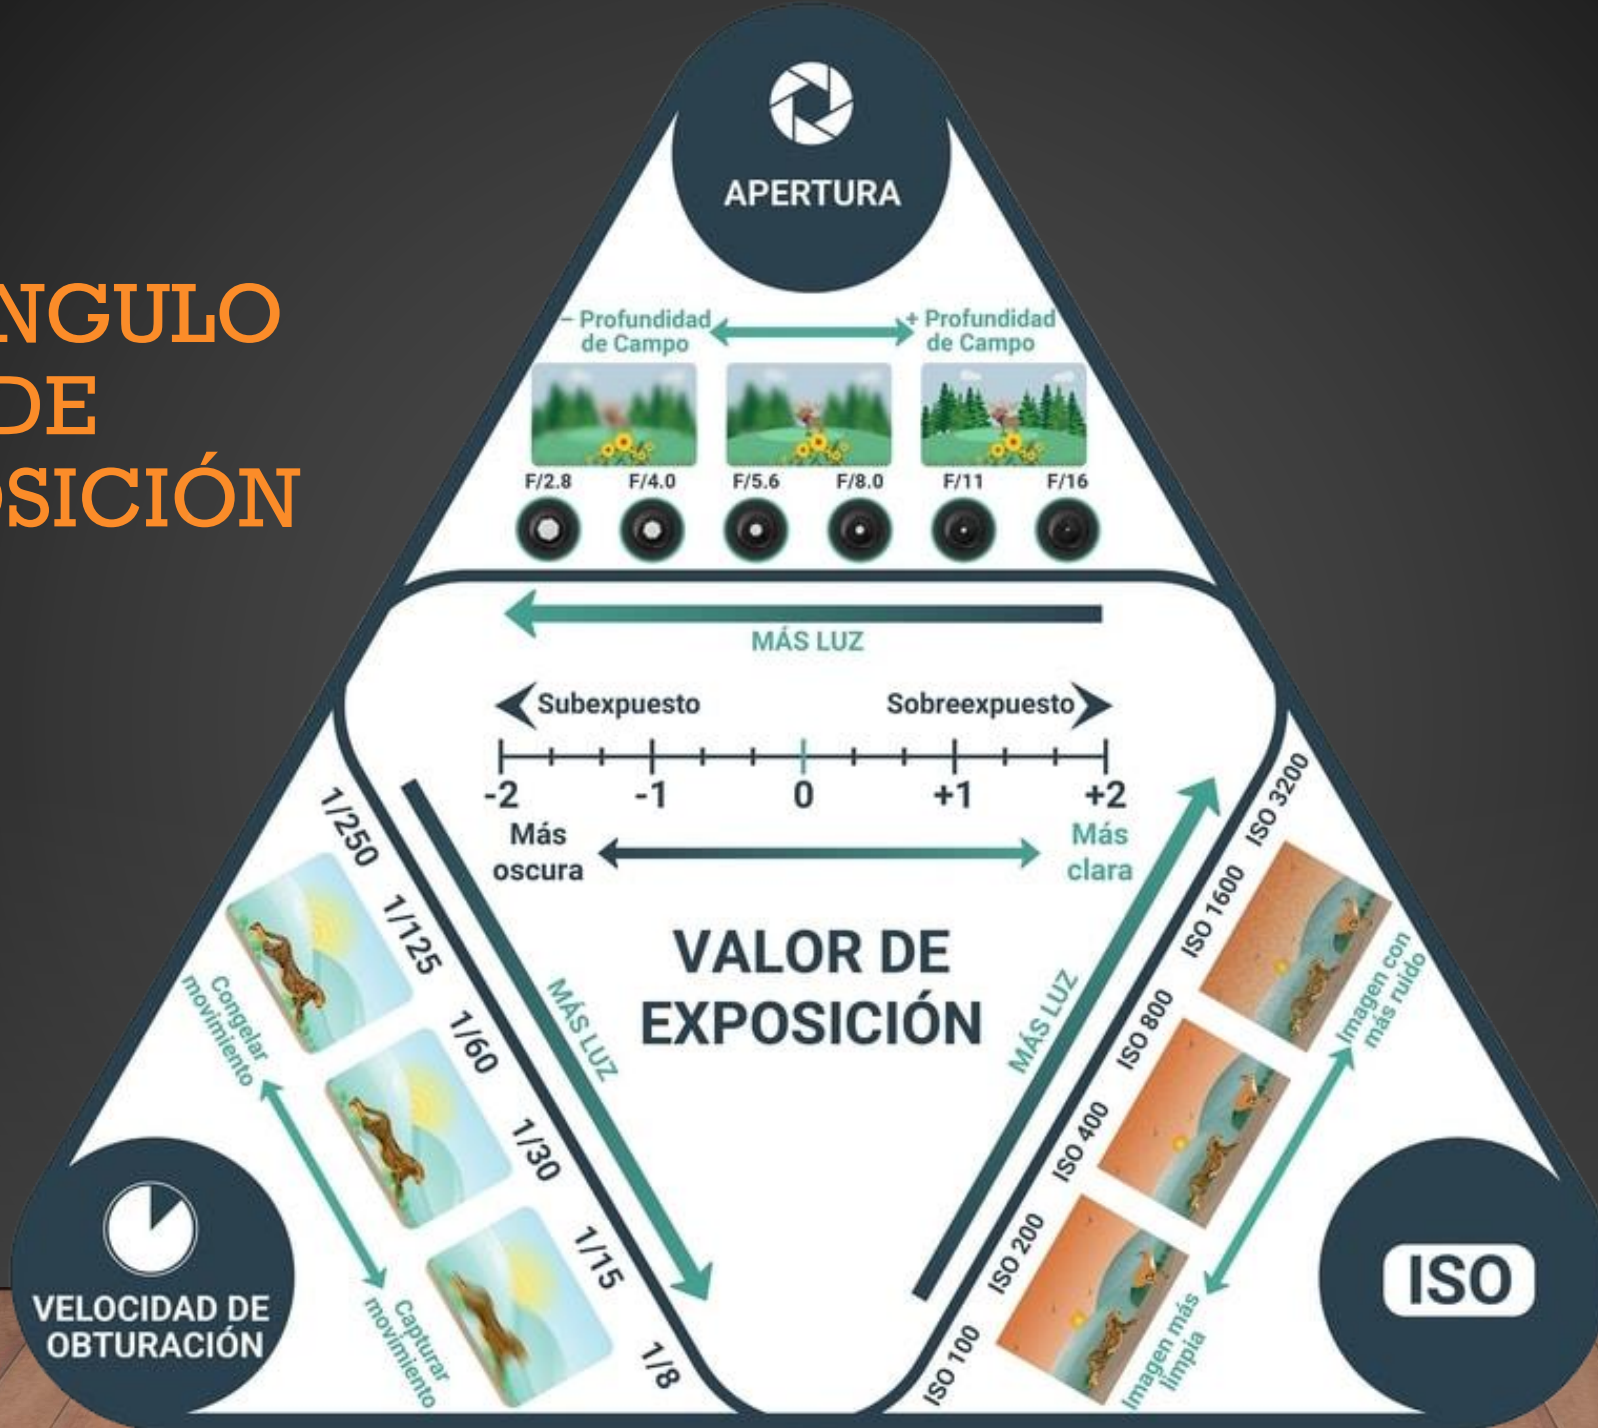 NGULO
DE
OSICIÓN
APERTURA
– Profundidad
de Campo
+ Profundidad
de Campo
F/2.8 F/4.0 F/5.6 F/8.0 F/11 F/16
MÁS LUZ
Subexpuesto Sobreexpuesto
-2 -1 0 +1 +2
Más
oscura
Más
clara
VALOR DE
EXPOSICIÓN
1/250
1/125
1/60
1/30
1/15
1/8
MÁS LUZ
Congelar
movimiento
Capturar
movimiento
VELOCIDAD DE
OBTURACIÓN
MÁS LUZ
ISO 3200
ISO 1600
ISO 800
ISO 400
ISO 200
ISO 100
Imagen con
más ruido
Imagen más
limpia
ISO